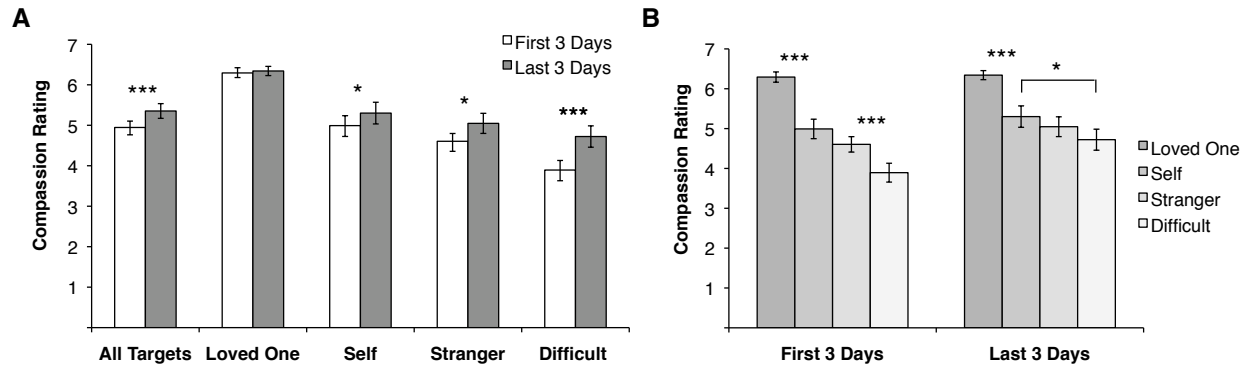 A
Compassion Rating
7
6
5
4
3
2
1
First 3 Days
Last 3 Days
***
*
*
***
All Targets
Loved One
Self
Stranger
Difficult
B
Compassion Rating
7
6
5
4
3
2
1
***
***
***
*
Loved One
Self
Stranger
Difficult
First 3 Days
Last 3 Days